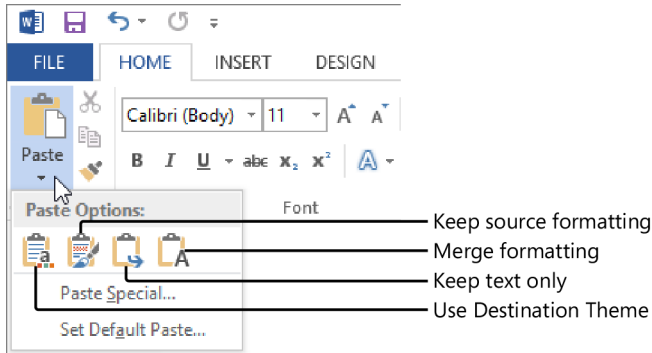 FILE HOME INSERT DESIGN
Calibri (Body) 11 A A
Paste B I U abc X2 X² A
Paste Options: Font
a A
Keep source formatting
Merge formatting
Keep text only
Paste Special...
Use Destination Theme
Set Default Paste...